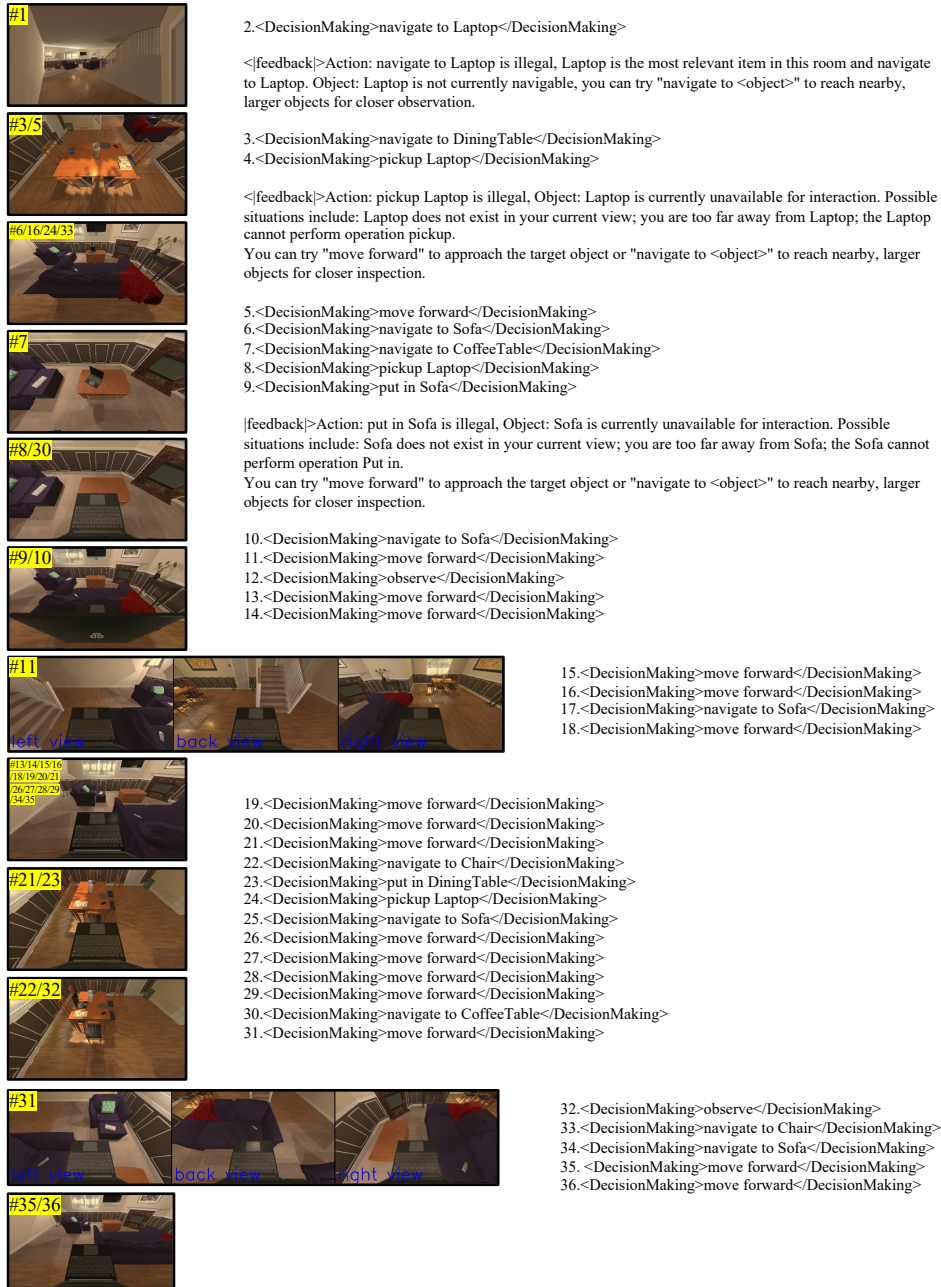 #1
2.<DecisionMaking>navigate to Laptop</DecisionMaking>
<|feedback|>Action: navigate to Laptop is illegal, Laptop is the most relevant item in this room and navigate
to Laptop. Object: Laptop is not currently navigable, you can try "navigate to <object>" to reach nearby,
larger objects for closer observation.
#3/5
3.<DecisionMaking>navigate to DiningTable</DecisionMaking>
4.<DecisionMaking>pickup Laptop</DecisionMaking>
<|feedback|>Action: pickup Laptop is illegal, Object: Laptop is currently unavailable for interaction. Possible
situations include: Laptop does not exist in your current view; you are too far away from Laptop; the Laptop
cannot perform operation pickup.
You can try "move forward" to approach the target object or "navigate to <object>" to reach nearby, larger
objects for closer inspection.
#6/16/24/33
5.<DecisionMaking>move forward</DecisionMaking>
6.<DecisionMaking>navigate to Sofa</DecisionMaking>
7.<DecisionMaking>navigate to CoffeeTable</DecisionMaking>
8.<DecisionMaking>pickup Laptop</DecisionMaking>
9.<DecisionMaking>put in Sofa</DecisionMaking>
#7
|feedback|>Action: put in Sofa is illegal, Object: Sofa is currently unavailable for interaction. Possible
situations include: Sofa does not exist in your current view; you are too far away from Sofa; the Sofa cannot
perform operation Put in.
You can try "move forward" to approach the target object or "navigate to <object>" to reach nearby, larger
objects for closer inspection.
#8/30
#9/10
10.<DecisionMaking>navigate to Sofa</DecisionMaking>
11.<DecisionMaking>move forward</DecisionMaking>
12.<DecisionMaking>observe</DecisionMaking>
13.<DecisionMaking>move forward</DecisionMaking>
14.<DecisionMaking>move forward</DecisionMaking>
#11
left view
back view
right view
15.<DecisionMaking>move forward</DecisionMaking>
16.<DecisionMaking>move forward</DecisionMaking>
17.<DecisionMaking>navigate to Sofa</DecisionMaking>
18.<DecisionMaking>move forward</DecisionMaking>
#13/14/15/16
/18/19/20/21
/26/27/28/29
/34/35
19.<DecisionMaking>move forward</DecisionMaking>
20.<DecisionMaking>move forward</DecisionMaking>
21.<DecisionMaking>move forward</DecisionMaking>
22.<DecisionMaking>navigate to Chair</DecisionMaking>
23.<DecisionMaking>put in DiningTable</DecisionMaking>
24.<DecisionMaking>pickup Laptop</DecisionMaking>
25.<DecisionMaking>navigate to Sofa</DecisionMaking>
26.<DecisionMaking>move forward</DecisionMaking>
27.<DecisionMaking>move forward</DecisionMaking>
28.<DecisionMaking>move forward</DecisionMaking>
29.<DecisionMaking>move forward</DecisionMaking>
30.<DecisionMaking>navigate to CoffeeTable</DecisionMaking>
31.<DecisionMaking>move forward</DecisionMaking>
#21/23
#22/32
#31
left view
back view
right view
32.<DecisionMaking>observe</DecisionMaking>
33.<DecisionMaking>navigate to Chair</DecisionMaking>
34.<DecisionMaking>navigate to Sofa</DecisionMaking>
35. <DecisionMaking>move forward</DecisionMaking>
36.<DecisionMaking>move forward</DecisionMaking>
#35/36